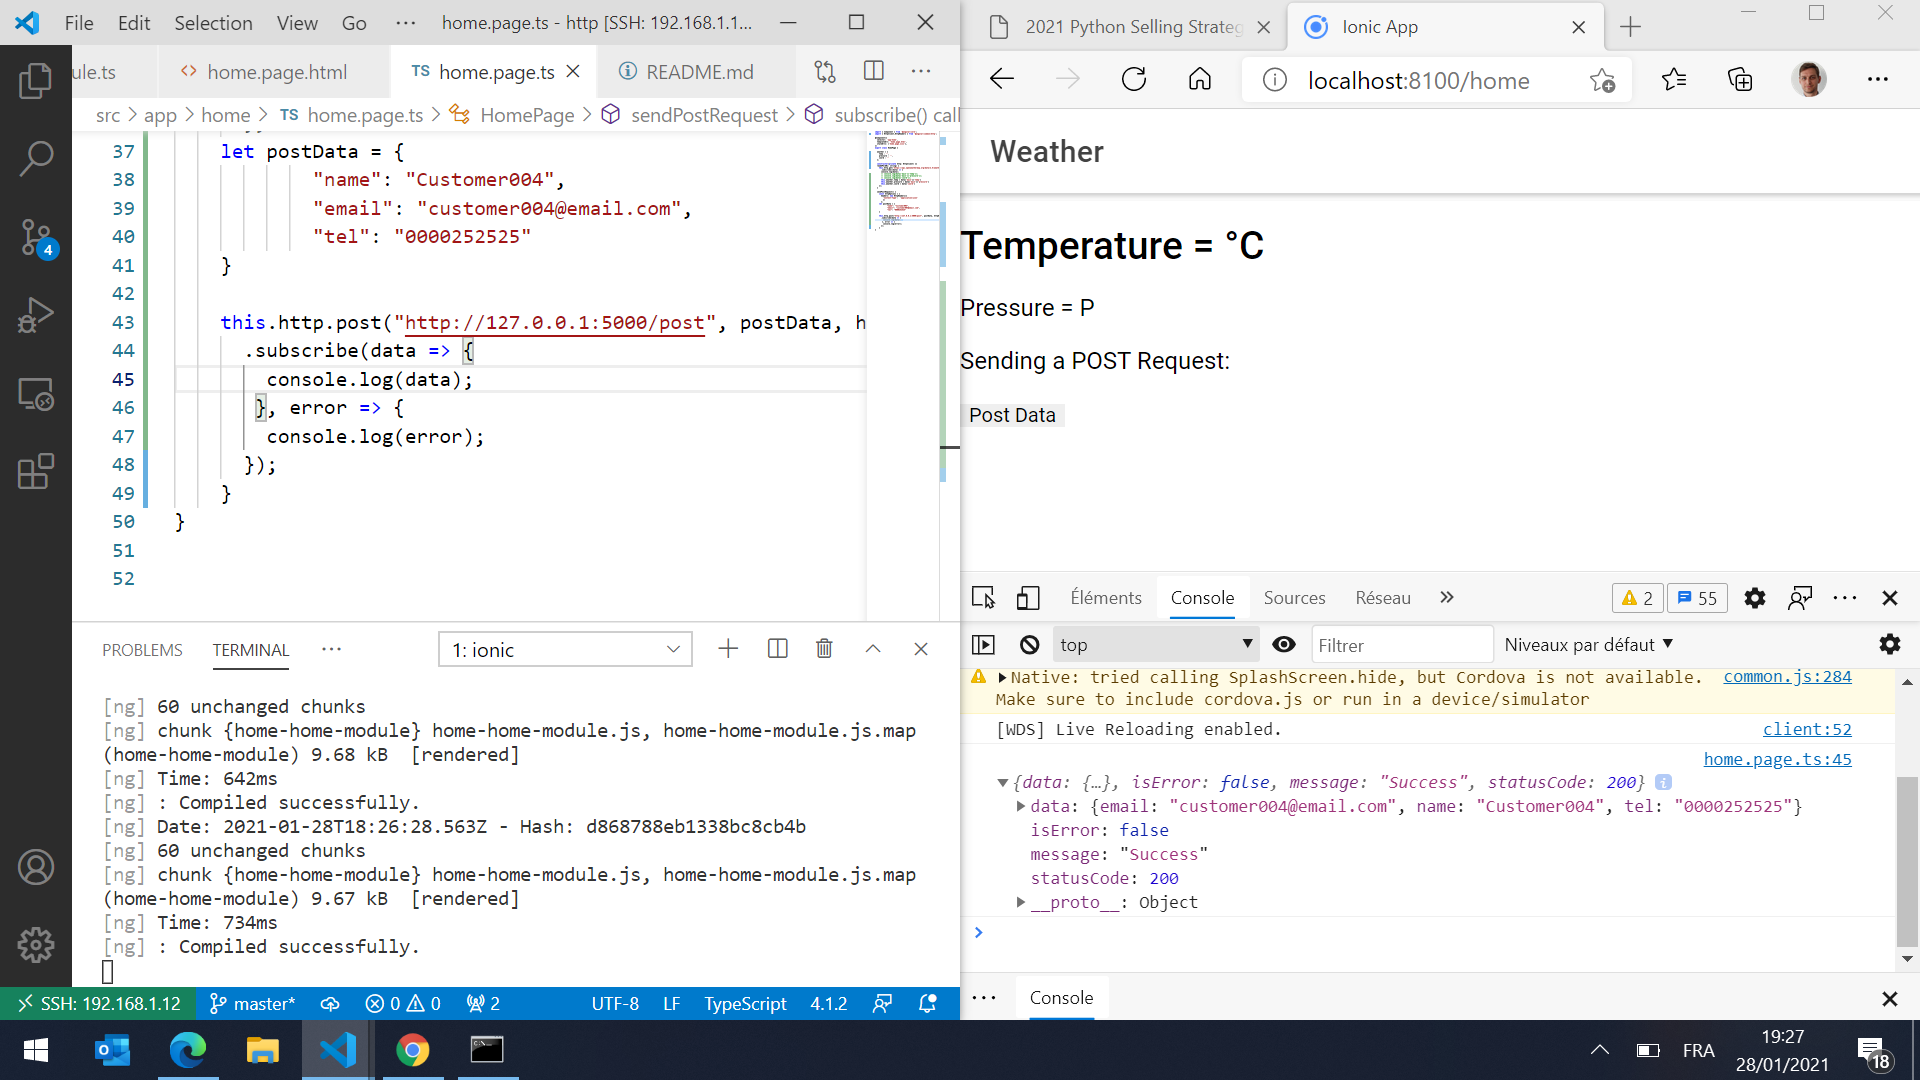 File Edit Selection View Go ··· home.page.ts - http [SSH: 192.168.1.1...
ule.ts
home.page.html
TS home.page.ts
README.md
src > app > home > TS home.page.ts > HomePage > sendPostRequest > subscribe() call
37 let postData = {
38 "name": "Customer004",
39 "email": "customer004@email.com",
40 "tel": "0000252525"
41 }
42
43 this.http.post("http://127.0.0.1:5000/post", postData, h
44 .subscribe(data => {
45 console.log(data);
46 }, error => {
47 console.log(error);
48 });
49 }
50 }
51
52
4
PROBLEMS TERMINAL ··· 1: ionic
[ng] 60 unchanged chunks
[ng] chunk {home-home-module} home-home-module.js, home-home-module.js.map
(home-home-module) 9.68 kB [rendered]
[ng] Time: 642ms
[ng] : Compiled successfully.
[ng] Date: 2021-01-28T18:26:28.563Z - Hash: d868788eb1338bc8cb4b
[ng] 60 unchanged chunks
[ng] chunk {home-home-module} home-home-module.js, home-home-module.js.map
(home-home-module) 9.67 kB [rendered]
[ng] Time: 734ms
[ng] : Compiled successfully.
SSH: 192.168.1.12 master* 0 0 2 UTF-8 LF TypeScript 4.1.2
2021 Python Selling Strateg
Ionic App
localhost:8100/home
Weather
Temperature = °C
Pressure = P
Sending a POST Request:
Post Data
Éléments Console Sources Réseau 2 55
top Filtrer Niveaux par défaut
Native: tried calling SplashScreen.hide, but Cordova is not available. common.js:284
Make sure to include cordova.js or run in a device/simulator
[WDS] Live Reloading enabled. client:52
home.page.ts:45
{data: {…}, isError: false, message: "Success", statusCode: 200}
data: {email: "customer004@email.com", name: "Customer004", tel: "0000252525"}
isError: false
message: "Success"
statusCode: 200
__proto__: Object
>
··· Console
FRA
19:27
28/01/2021
18